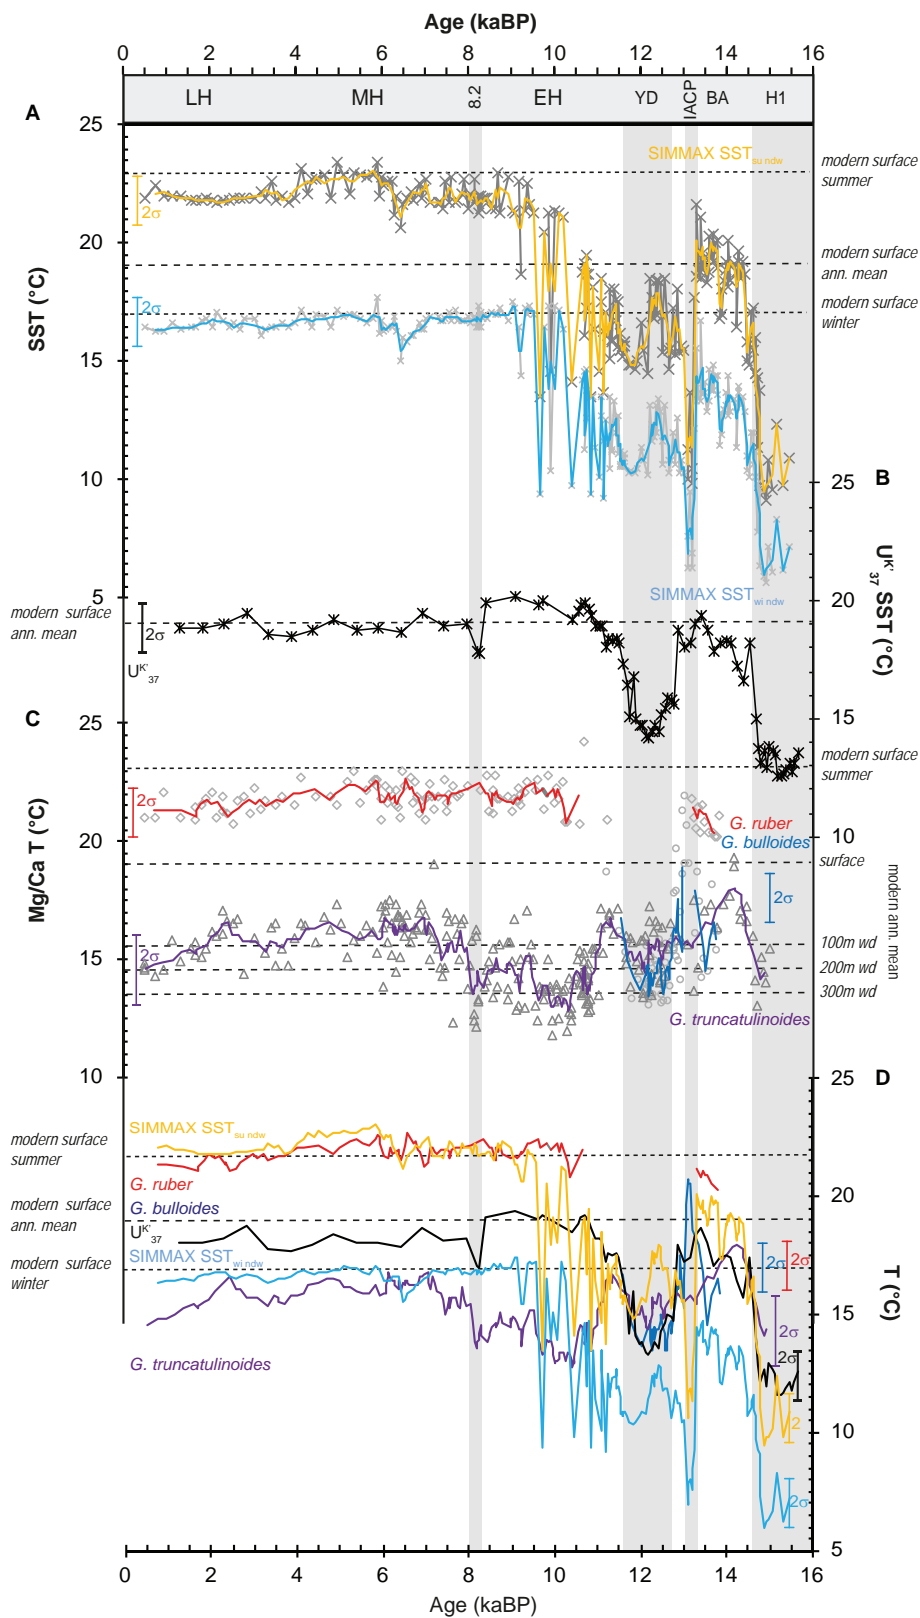 Age (kaBP)
0 2 4 6 8 10 12 14 16
LH MH 8.2 EH YD IACP BA H1
A
25
SIMMAX SST su ndw
modern surface
summer
2σ
20
modern surface
ann. mean
2σ
modern surface
winter
SST (°C)
15
10
25
B
5
SIMMAX SST wi ndw
20
modern surface
ann. mean
2σ
U K' 37
U K' 37 SST (°C)
C
25
15
modern surface
summer
2σ
G. ruber
10
G. bulloides
20
surface
Mg/Ca T (°C)
2σ
modern ann. mean
2σ
100m wd
15
200m wd
300m wd
G. truncatulinoides
10
25
D
SIMMAX SST su ndw
modern surface
summer
G. ruber
20
modern surface
ann. mean
G. bulloides
U K' 37
SIMMAX SST wi ndw
2σ
2σ
modern surface
winter
T (°C)
15
2σ
2σ
G. truncatulinoides
2
10
2σ
5
0 2 4 6 8 10 12 14 16
Age (kaBP)